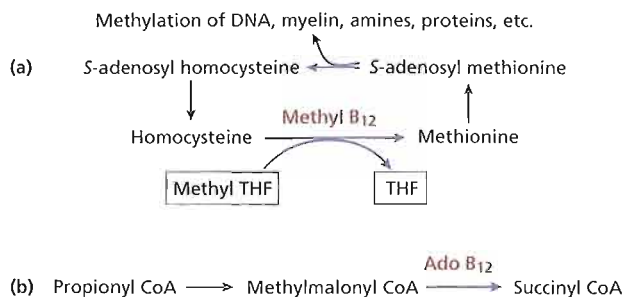 Methylation of DNA, myelin, amines, proteins, etc.
(a) S-adenosyl homocysteine S-adenosyl methionine
Methyl B12
Homocysteine Methionine
Methyl THF THF
Ado B12
(b) Propionyl CoA Methylmalonyl CoA Succinyl CoA